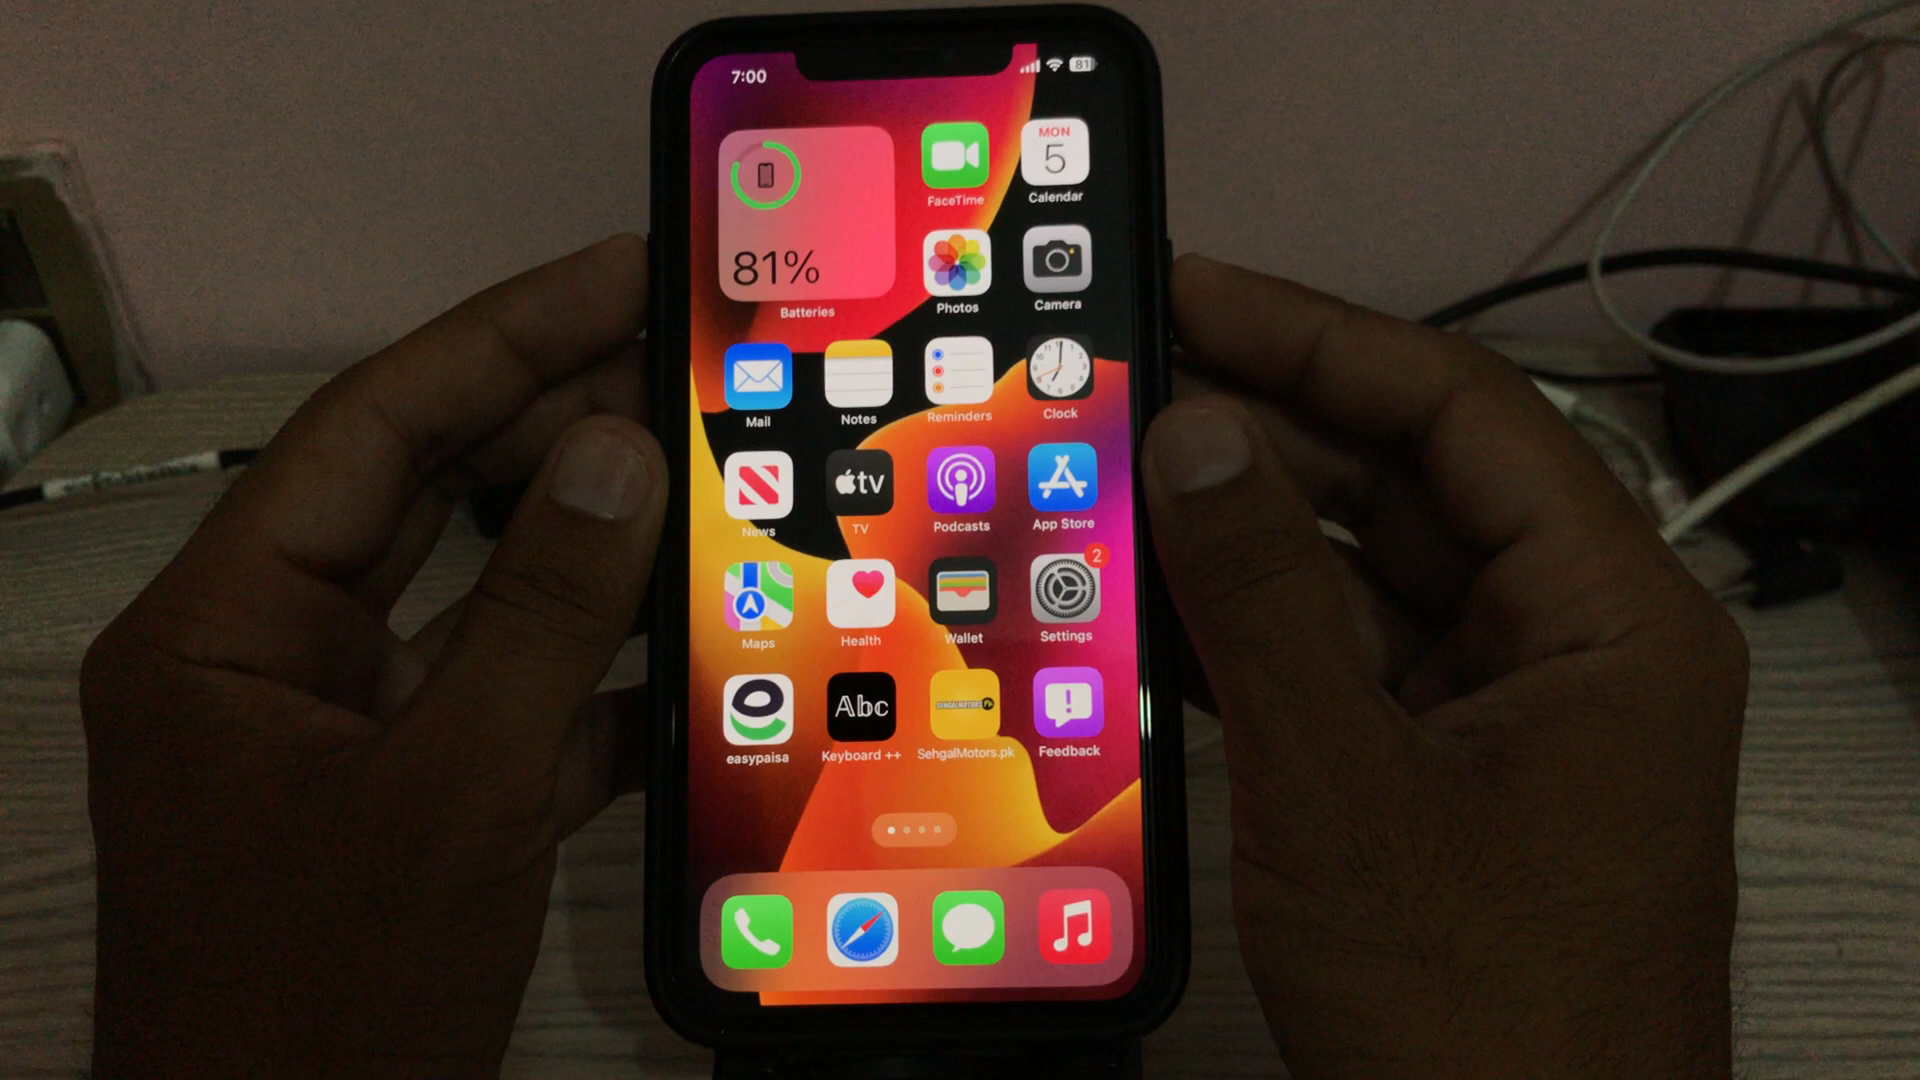 7:00
81
MON
5
FaceTime
Calendar
81%
Batteries
Photos
Camera
Mail
Notes
Reminders
Clock
tv
News
TV
Podcasts
App Store
2
Maps
Health
Wallet
Settings
Abc
SEHGALMOTORS
easypaisa
Keyboard ++
SehgalMotors.pk
Feedback